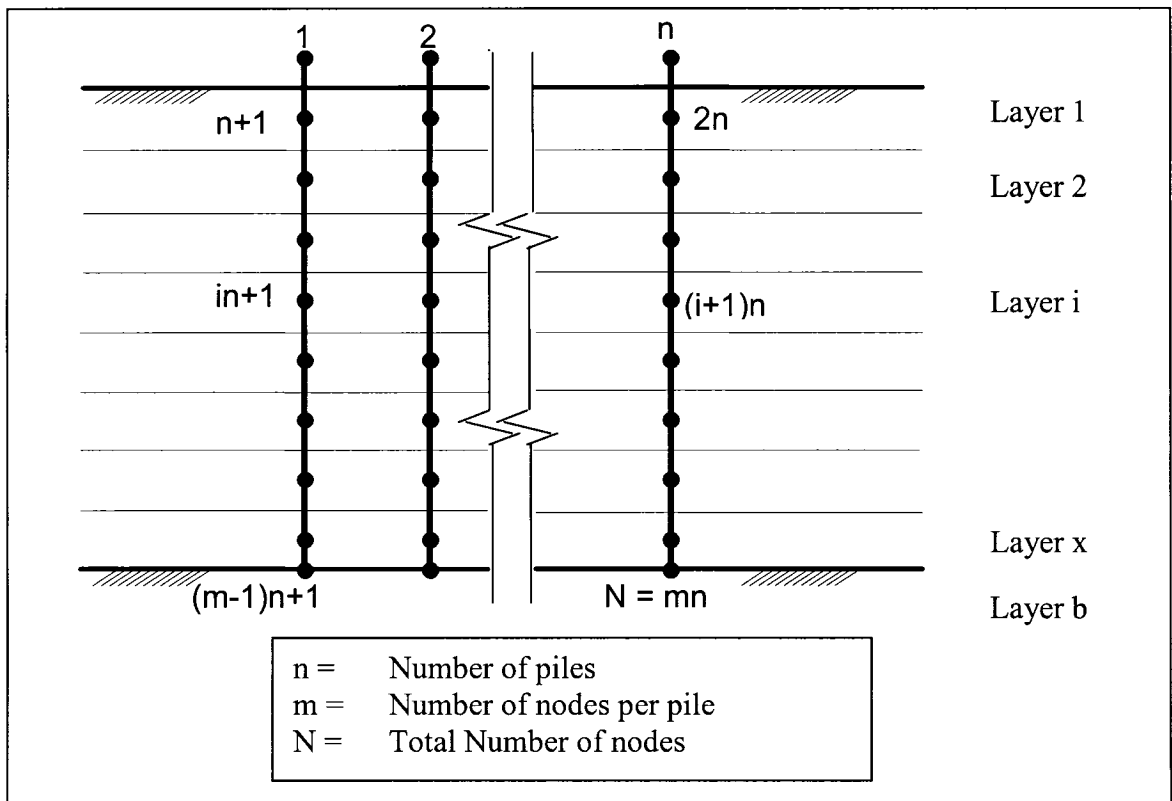 1 2 n
n+1 2n Layer 1
Layer 2
in+1 (i+1)n Layer i
Layer x
(m-1)n+1 N = mn Layer b
n = Number of piles
m = Number of nodes per pile
N = Total Number of nodes